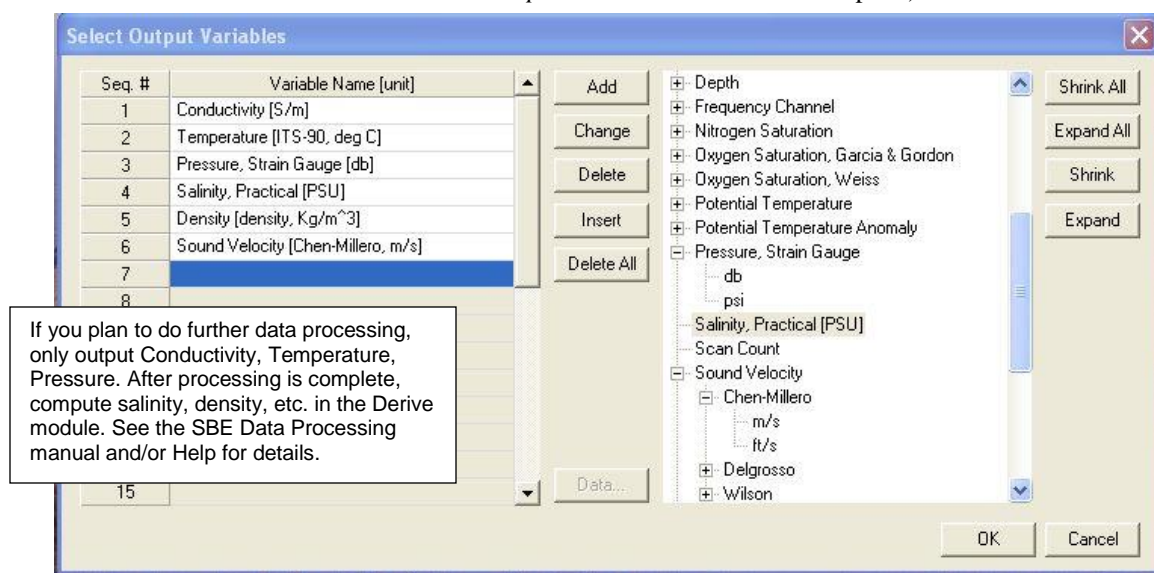 Select Output Variables
Seq. # Variable Name [unit]
1 Conductivity [S/m]
2 Temperature [ITS-90, deg C]
3 Pressure, Strain Gauge [db]
4 Salinity, Practical [PSU]
5 Density [density, Kg/m^3]
6 Sound Velocity [Chen-Millero, m/s]
7
8
15
If you plan to do further data processing,
only output Conductivity, Temperature,
Pressure. After processing is complete,
compute salinity, density, etc. in the Derive
module. See the SBE Data Processing
manual and/or Help for details.
Add
Change
Delete
Insert
Delete All
Data...
Depth
Frequency Channel
Nitrogen Saturation
Oxygen Saturation, Garcia & Gordon
Oxygen Saturation, Weiss
Potential Temperature
Potential Temperature Anomaly
Pressure, Strain Gauge
db
psi
Salinity, Practical [PSU]
Scan Count
Sound Velocity
Chen-Millero
m/s
ft/s
Delgrosso
Wilson
Shrink All
Expand All
Shrink
Expand
OK
Cancel